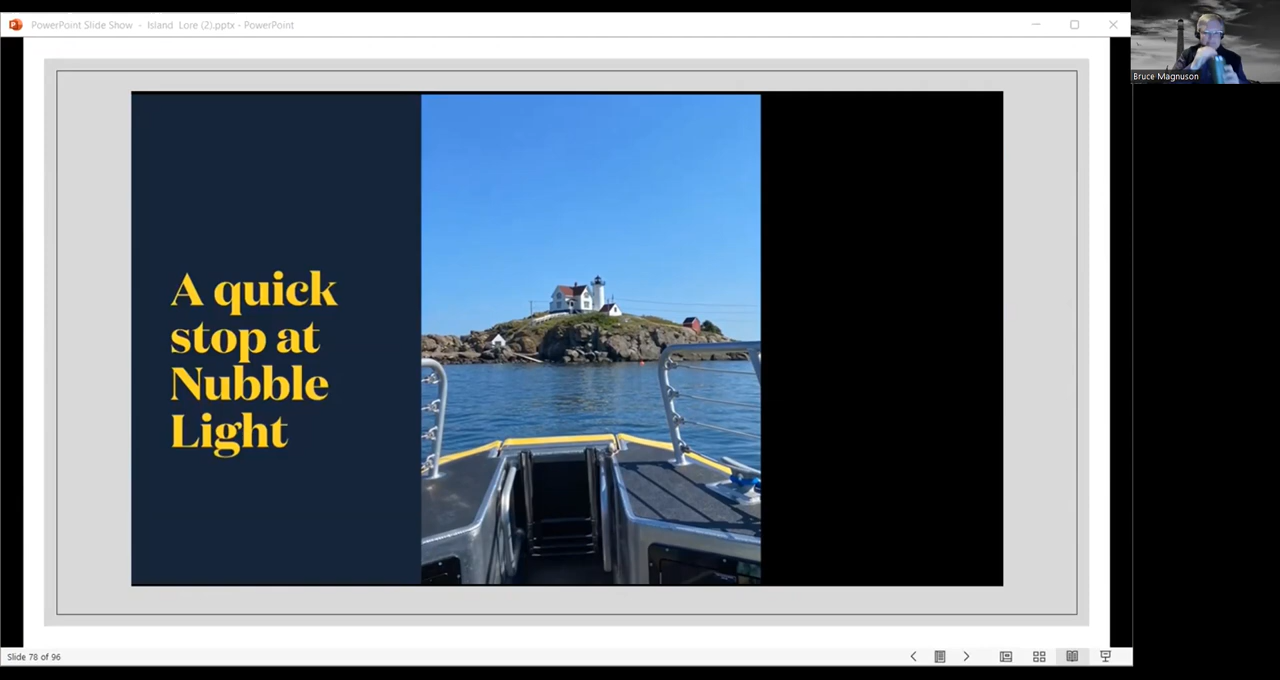 PowerPoint Slide Show - Island Lore (2).pptx - PowerPoint
Bruce Magnuson
A quick
stop at
Nubble
Light
Slide 78 of 96